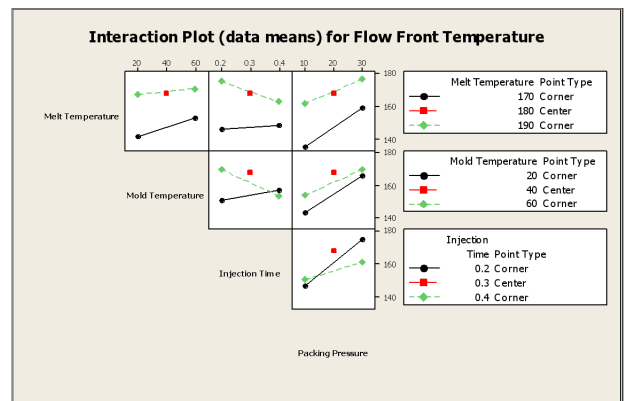 Interaction Plot (data means) for Flow Front Temperature
20 40 60 0.2 0.3 0.4 10 20 30
180
160
140
Melt Temperature
Melt Temperature Point Type
170 Corner
180 Center
190 Corner
180
160
140
Mold Temperature
Mold Temperature Point Type
20 Corner
40 Center
60 Corner
180
160
140
Injection Time
Injection
Time Point Type
0.2 Corner
0.3 Center
0.4 Corner
Packing Pressure